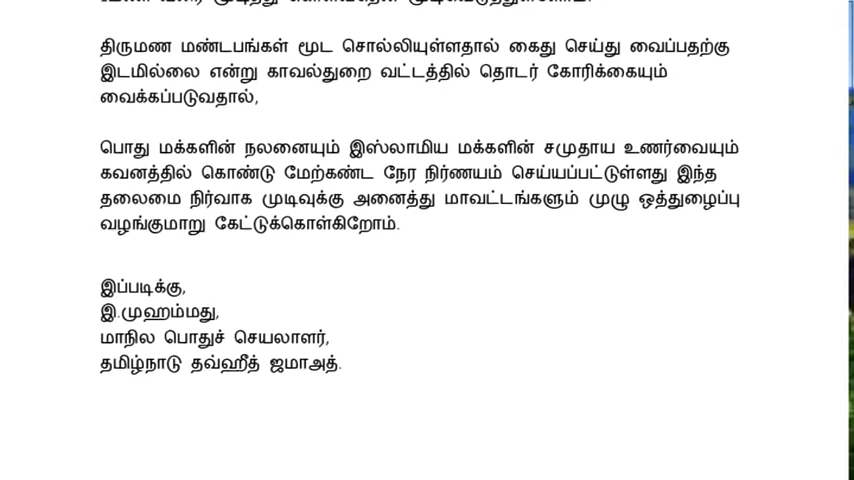 திருமண மண்டபங்கள் மூட சொல்லியுள்ளதால் கைது செய்து வைப்பதற்கு
இடமில்லை என்று காவல்துறை வட்டத்தில் தொடர் கோரிக்கையும்
வைக்கப்படுவதால்,
பொது மக்களின் நலனையும் இஸ்லாமிய மக்களின் சமுதாய உணர்வையும்
கவனத்தில் கொண்டு மேற்கண்ட நேர நிர்ணயம் செய்யப்பட்டுள்ளது இந்த
தலைமை நிர்வாக முடிவுக்கு அனைத்து மாவட்டங்களும் முழு ஒத்துழைப்பு
வழங்குமாறு கேட்டுக்கொள்கிறோம்.
இப்படிக்கு,
இ.முஹம்மது,
மாநில பொதுச் செயலாளர்,
தமிழ்நாடு தவ்ஹீத் ஜமாஅத்.